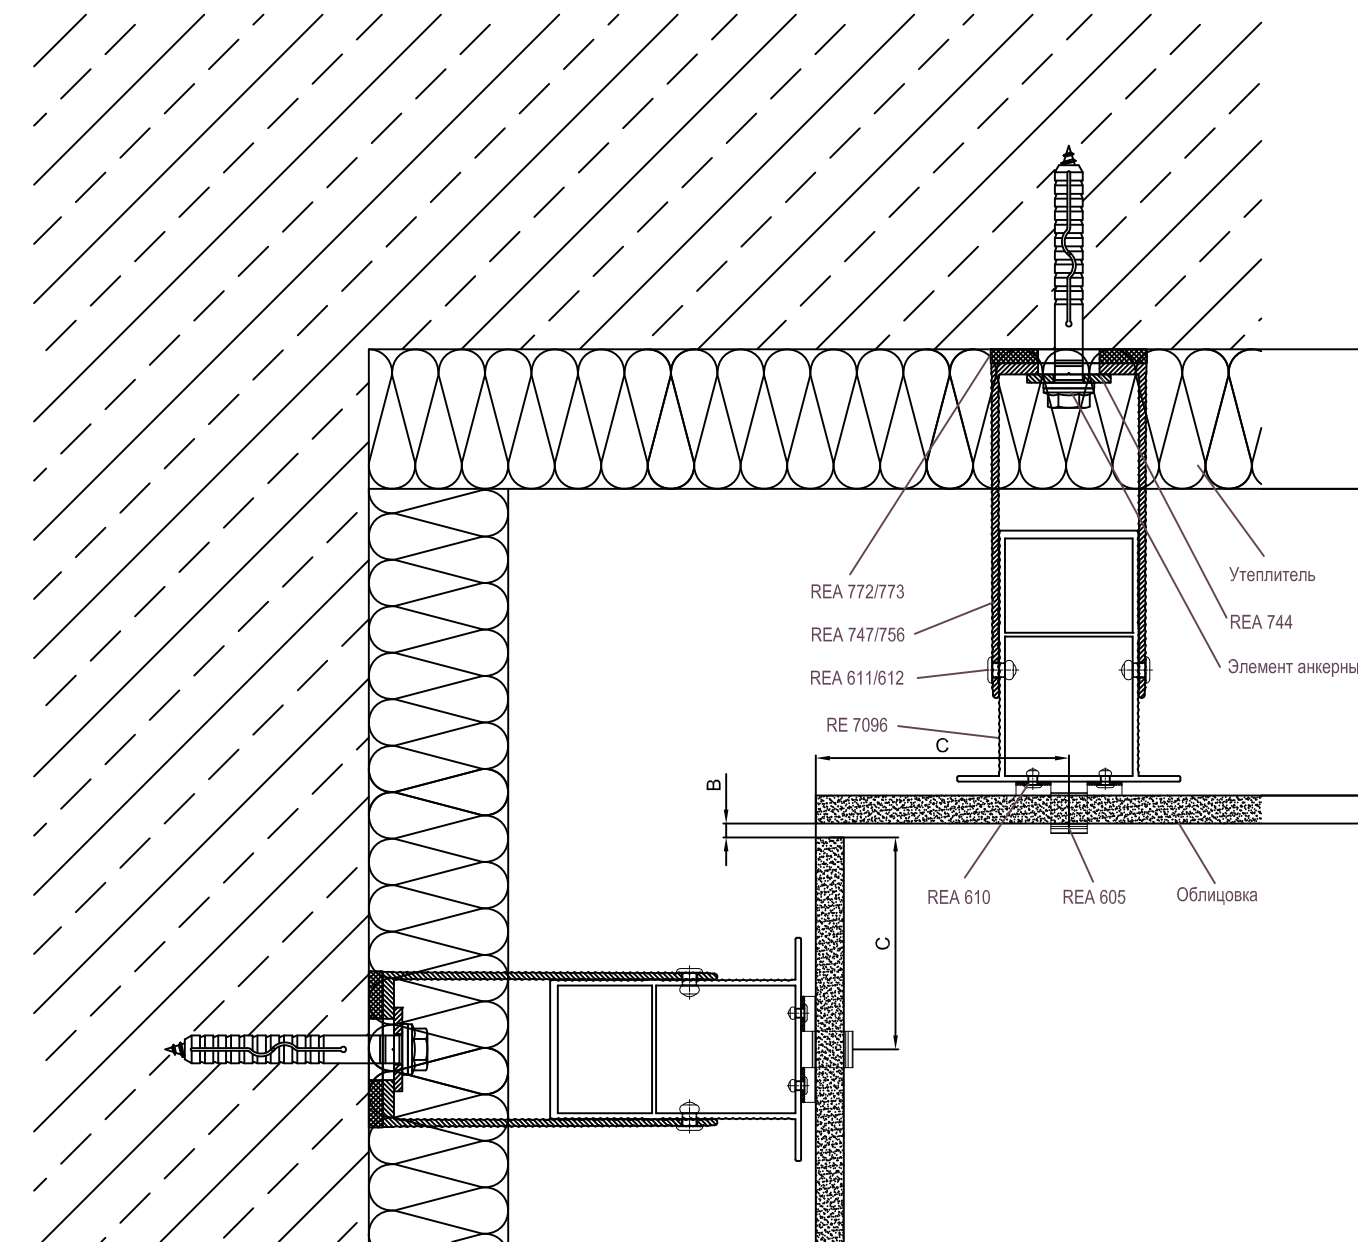 REA 772/773
Утеплитель
REA 744
REA 747/756
Элемент анкерны
REA 611/612
RE 7096
C
B
REA 610
REA 605
Облицовка
C